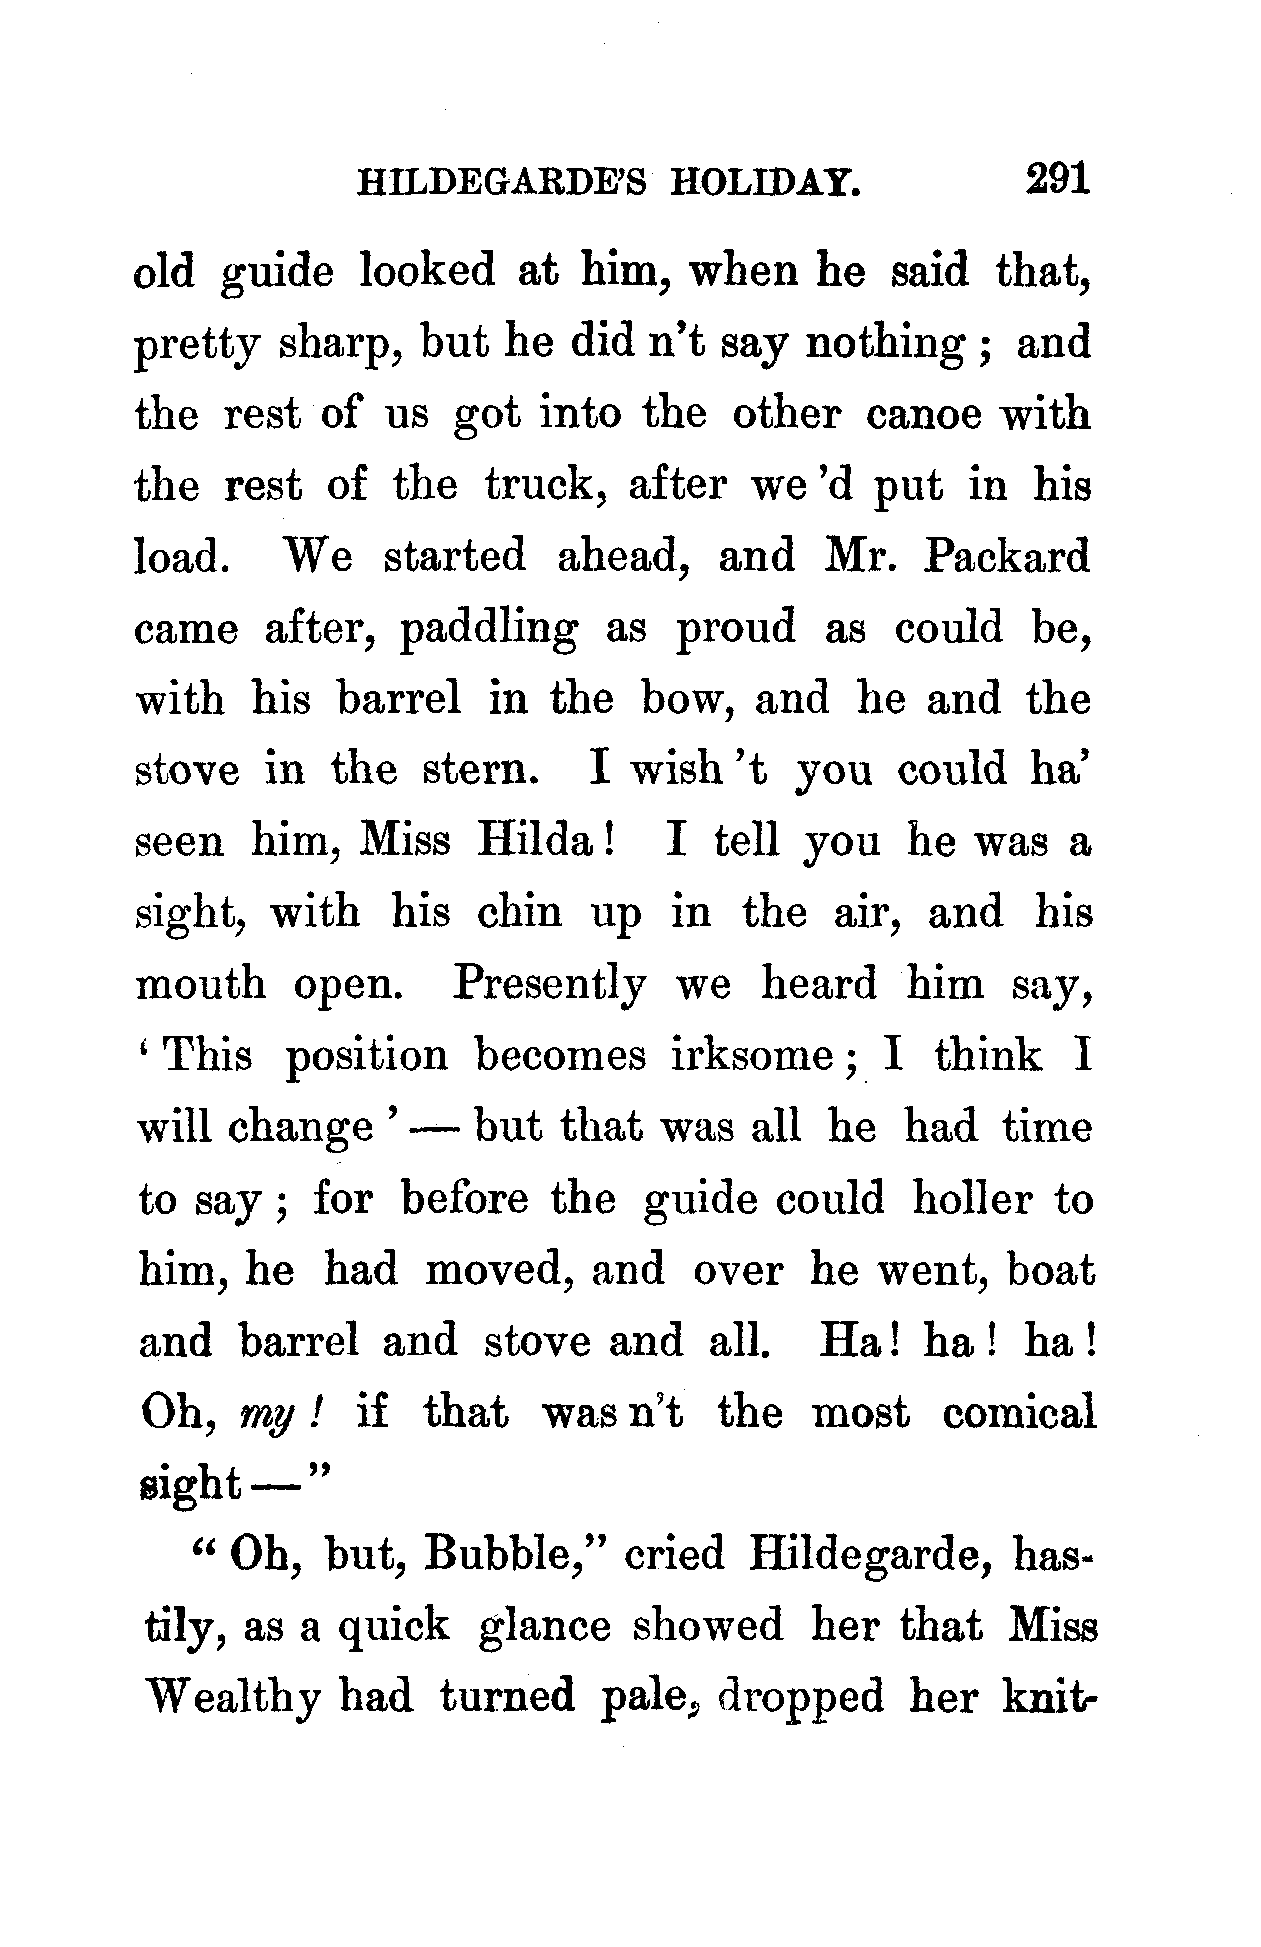 HILDEGARDE'S HOLIDAY. 291
old guide looked at him, when he said that,
pretty sharp, but he did n't say nothing ; and
the rest of us got into the other canoe with
the rest of the truck, after we 'd put in his
load. We started ahead, and Mr. Packard
came after, paddling as proud as could be,
with his barrel in the bow, and he and the
stove in the stern. I wish 't you could ha'
seen him, Miss Hilda ! I tell you he was a
sight, with his chin up in the air, and his
mouth open. Presently we heard him say,
' This position becomes irksome ; I think I
will change ' — but that was all he had time
to say ; for before the guide could holler to
him, he had moved, and over he went, boat
and barrel and stove and all. Ha ! ha ! ha !
Oh, my ! if that was n't the most comical
sight — "
" Oh, but, Bubble," cried Hildegarde, has-
tily, as a quick glance showed her that Miss
Wealthy had turned pale, dropped her knit-